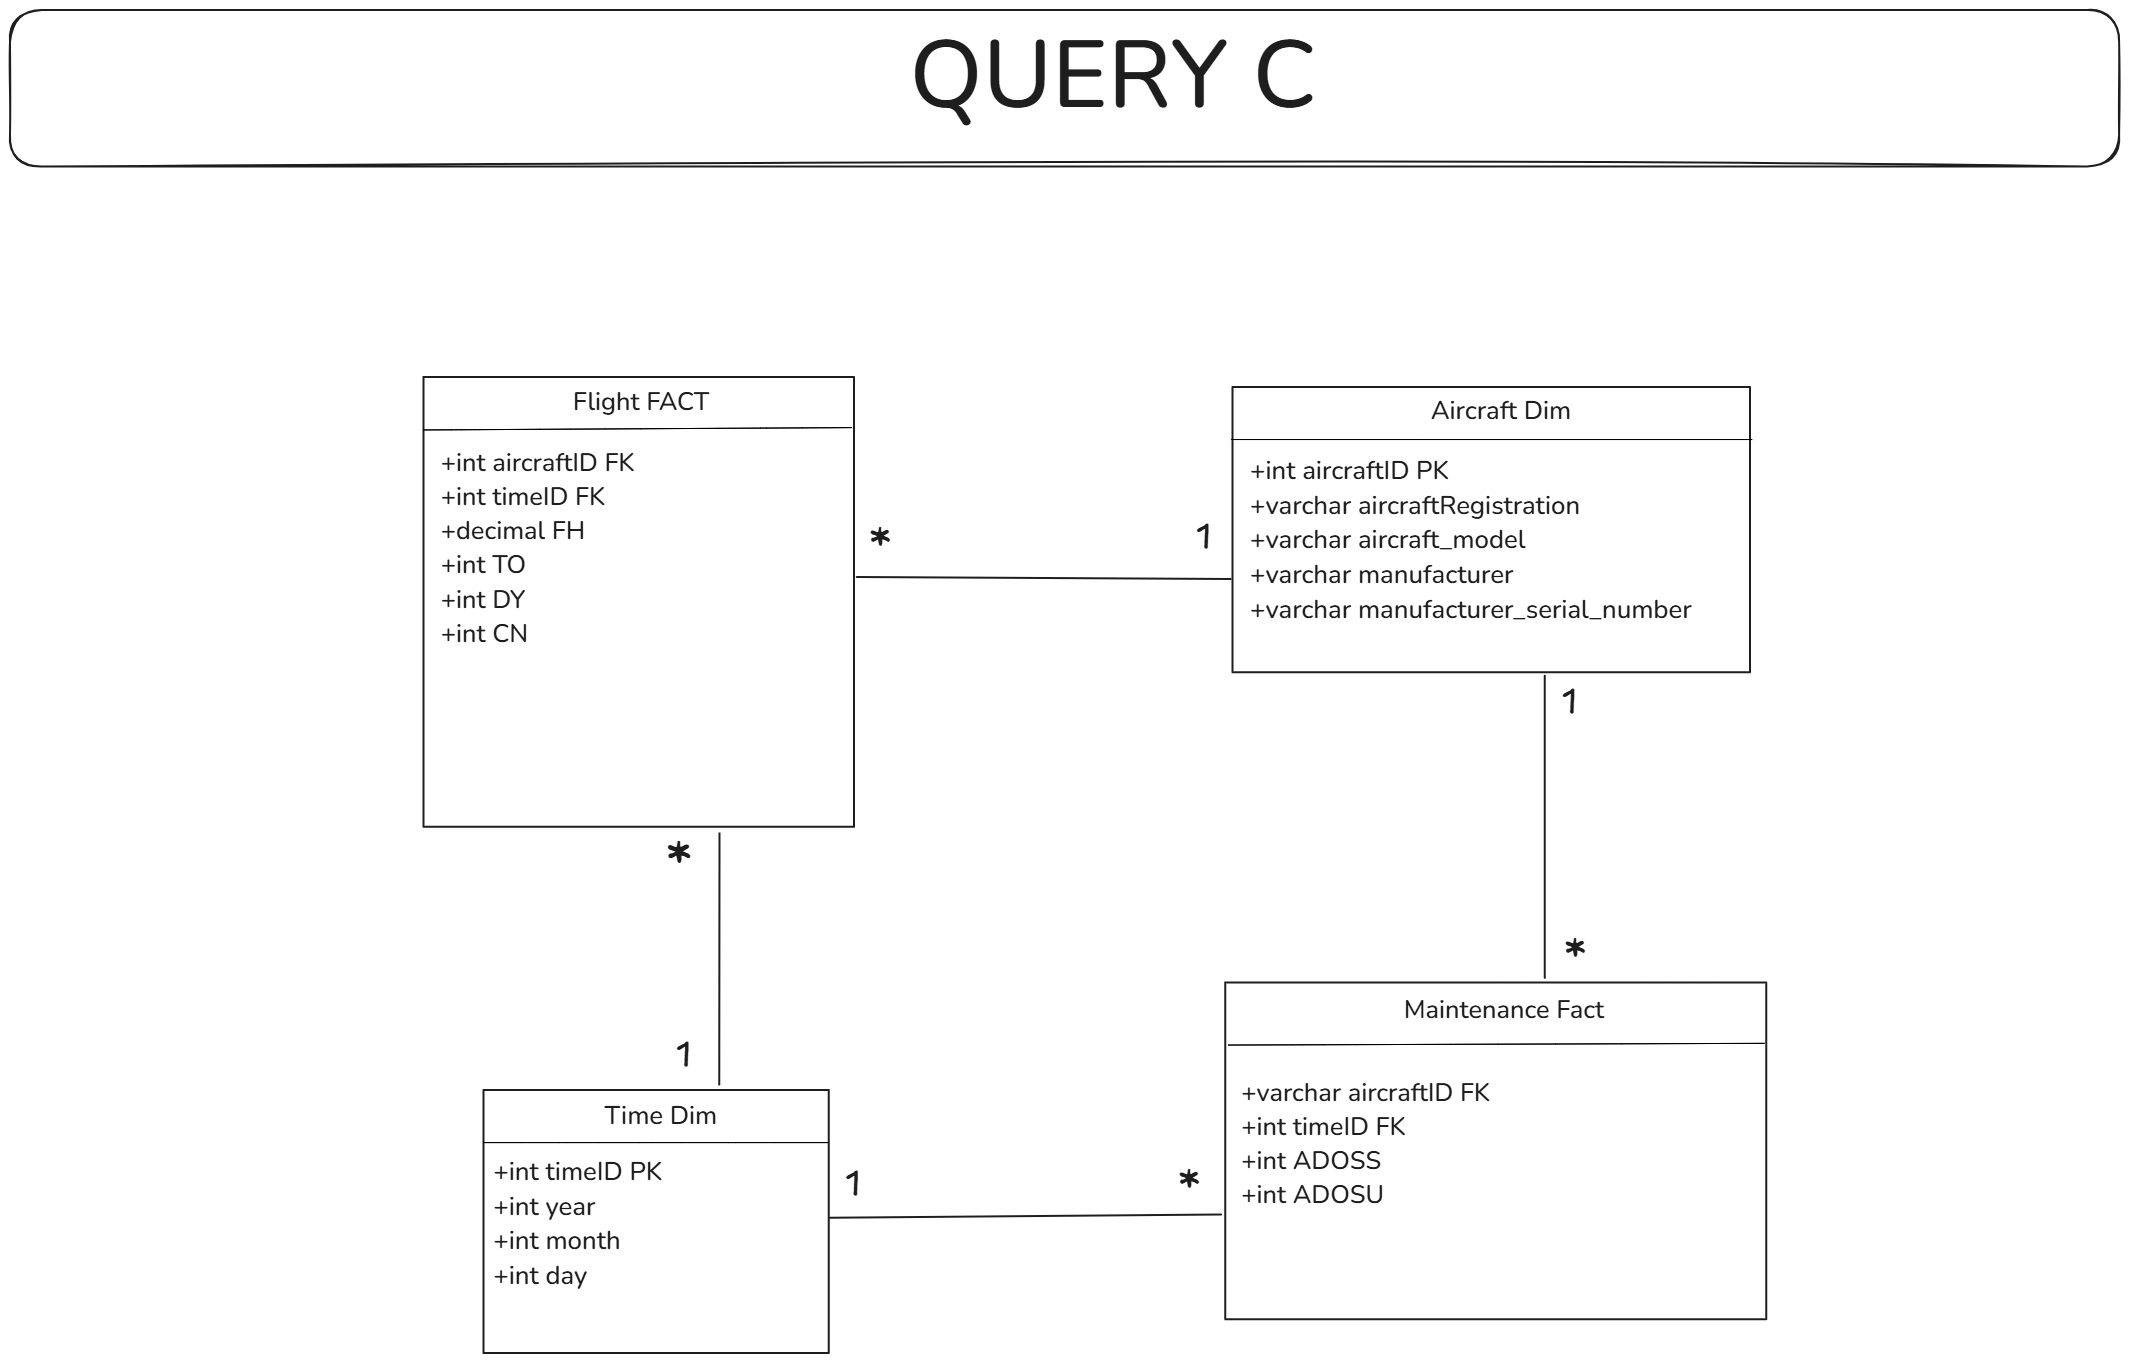 QUERY C
Flight FACT
+int aircraftID FK
+int timeID FK
+decimal FH
+int TO
+int DY
+int CN
*
1
Aircraft Dim
+int aircraftID PK
+varchar aircraftRegistration
+varchar aircraft_model
+varchar manufacturer
+varchar manufacturer_serial_number
*
1
1
*
Time Dim
+int timeID PK
+int year
+int month
+int day
1
*
Maintenance Fact
+varchar aircraftID FK
+int timeID FK
+int ADOSS
+int ADOSU